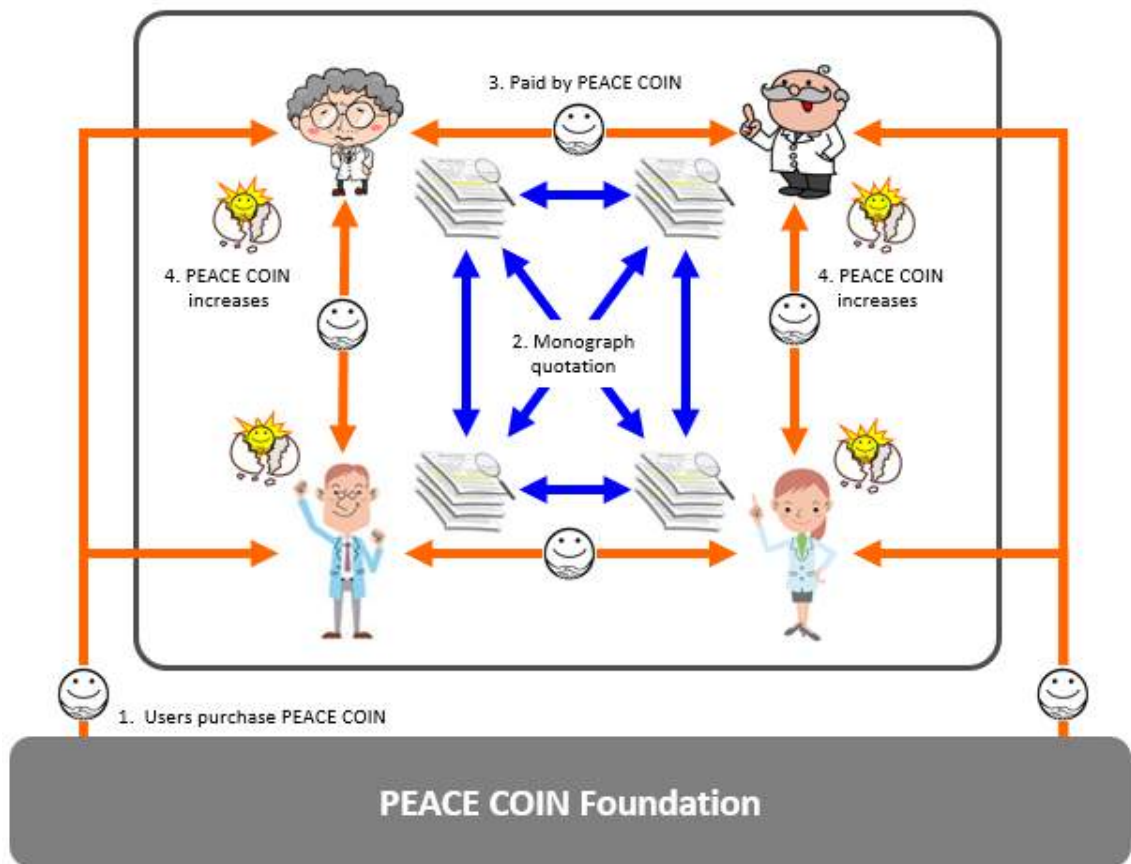 3. Paid by PEACE COIN
4. PEACE COIN
increases
4. PEACE COIN
increases
2. Monograph
quotation
1. Users purchase PEACE COIN
PEACE COIN Foundation